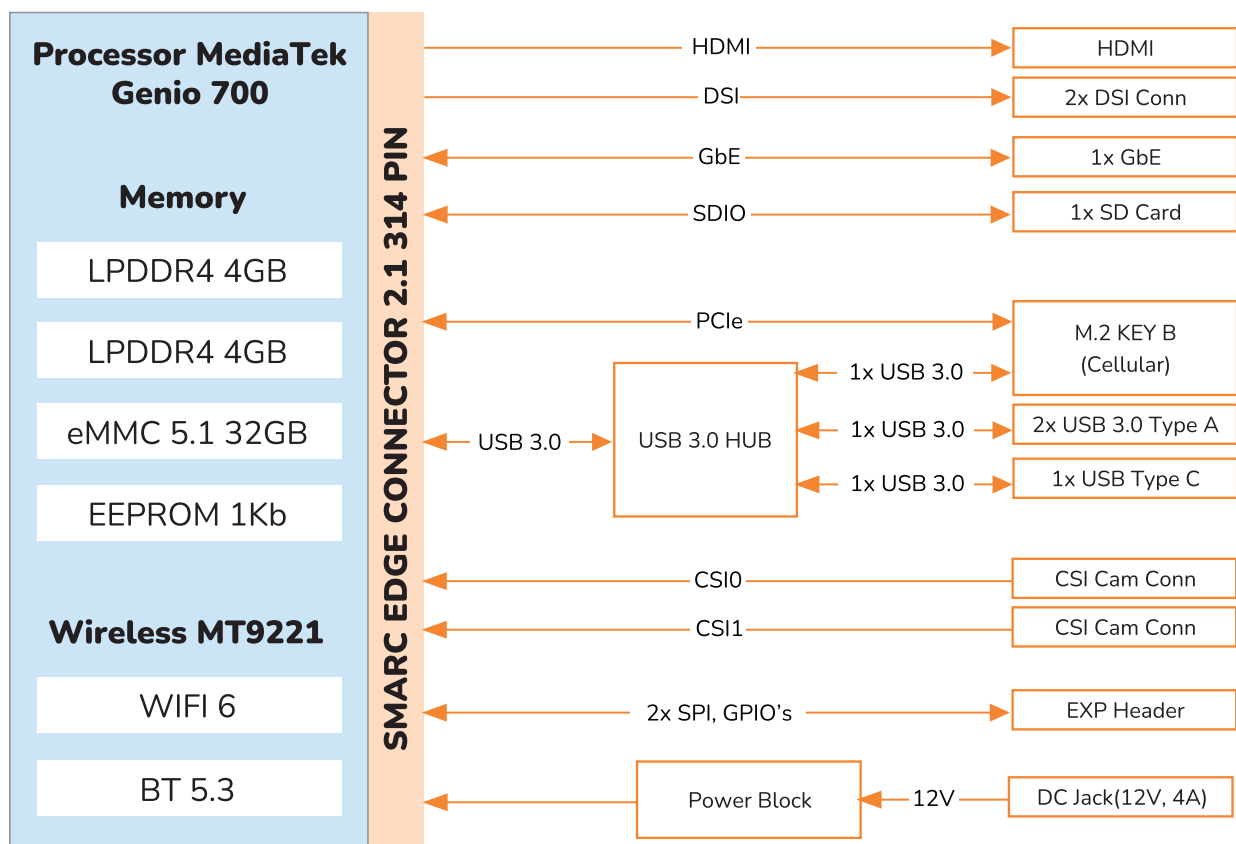 Processor MediaTek
Genio 700
Memory
LPDDR4 4GB
LPDDR4 4GB
eMMC 5.1 32GB
EEPROM 1Kb
Wireless MT9221
WIFI 6
BT 5.3
SMARC EDGE CONNECTOR 2.1 314 PIN
HDMI
HDMI
DSI
2x DSI Conn
GbE
1x GbE
SDIO
1x SD Card
PCIe
M.2 KEY B
(Cellular)
1x USB 3.0
USB 3.0
USB 3.0 HUB
1x USB 3.0
2x USB 3.0 Type A
1x USB 3.0
1x USB Type C
CSI0
CSI Cam Conn
CSI1
CSI Cam Conn
2x SPI, GPIO’s
EXP Header
Power Block
12V
DC Jack(12V, 4A)